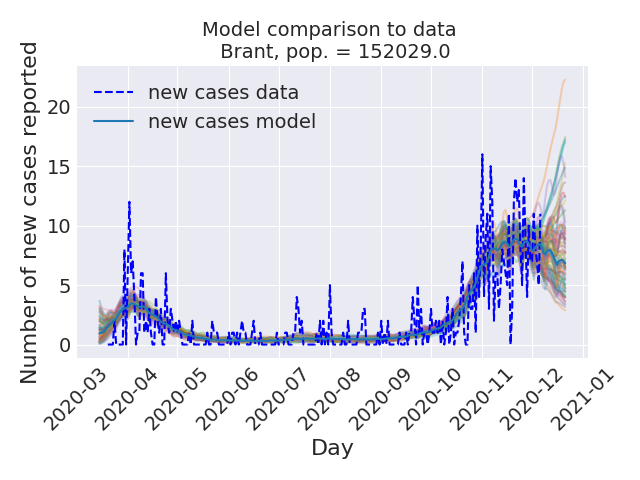 Model comparison to data
Brant, pop. = 152029.0
Number of new cases reported
20
15
10
5
0
new cases data
new cases model
2020-03
2020-04
2020-05
2020-06
2020-07
2020-08
2020-09
2020-10
2020-11
2020-12
2021-01
Day